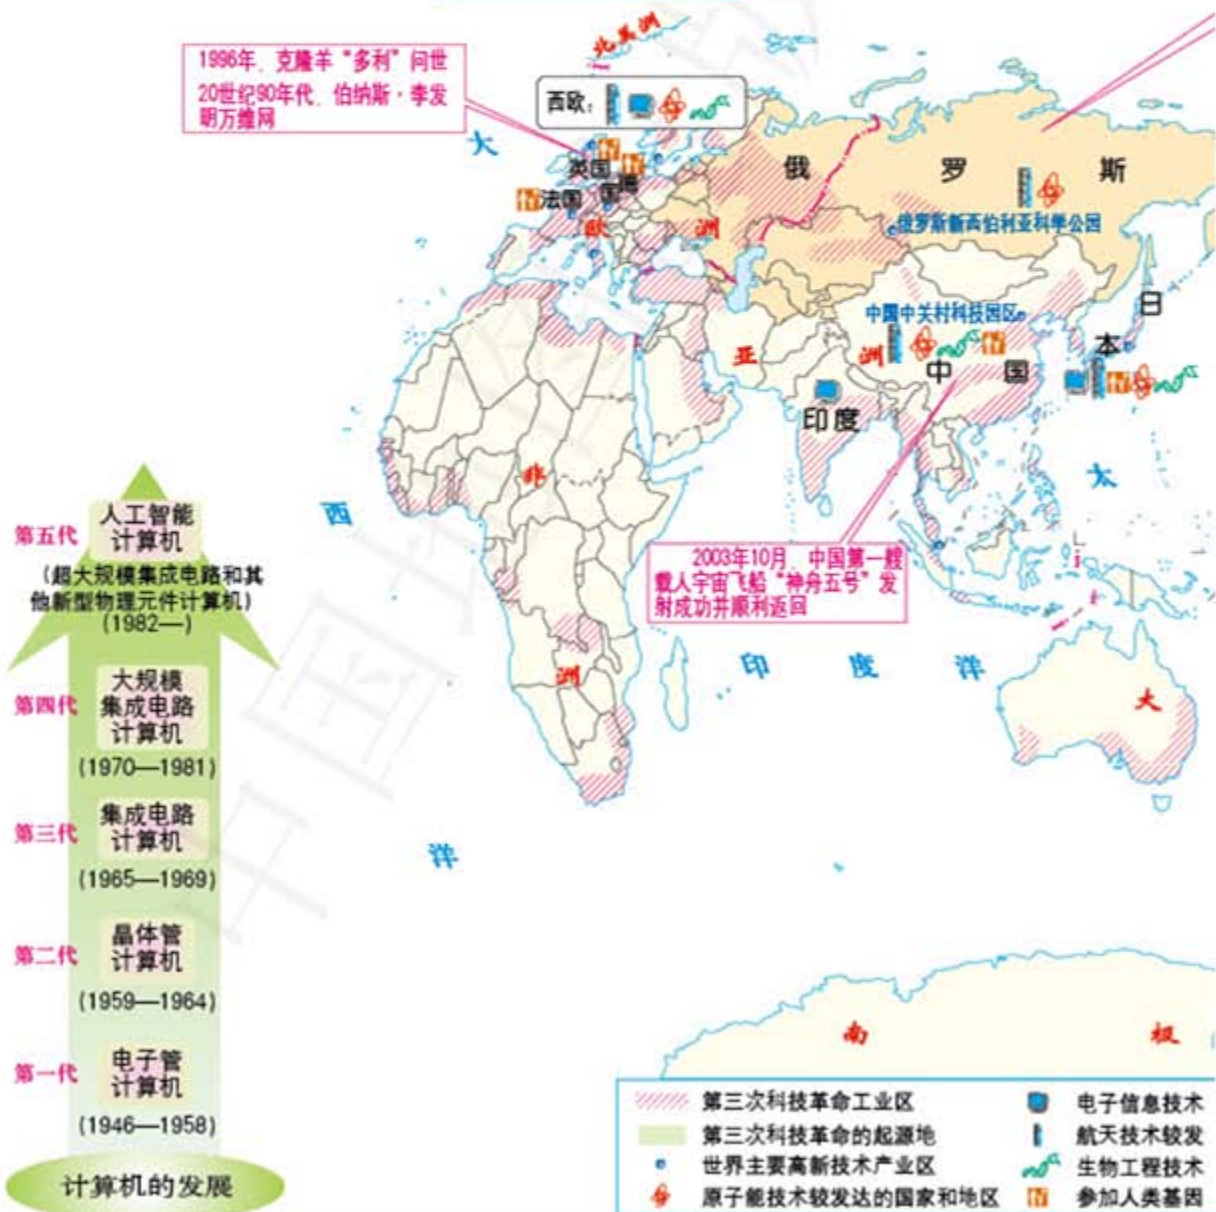 北美洲
1996年，克隆羊“多利”问世
20世纪90年代，伯纳斯·李发
明万维网
西欧：
大
英国
德
国
法国
欧
洲
俄
罗
斯
俄罗斯新西伯利亚科学公园
中国中关村科技园区
日
本
亚
洲
中
国
印度
太
非
洲
西
2003年10月，中国第一艘
载人宇宙飞船“神舟五号”发
射成功并顺利返回
印
度
洋
大
洋
南
极
第五代
人工智能
计算机
(超大规模集成电路和其
他新型物理元件计算机)
(1982—)
第四代
大规模
集成电路
计算机
(1970—1981)
第三代
集成电路
计算机
(1965—1969)
第二代
晶体管
计算机
(1959—1964)
第一代
电子管
计算机
(1946—1958)
计算机的发展
第三次科技革命工业区
电子信息技术
第三次科技革命的起源地
航天技术较发
世界主要高新技术产业区
生物工程技术
原子能技术较发达的国家和地区
参加人类基因